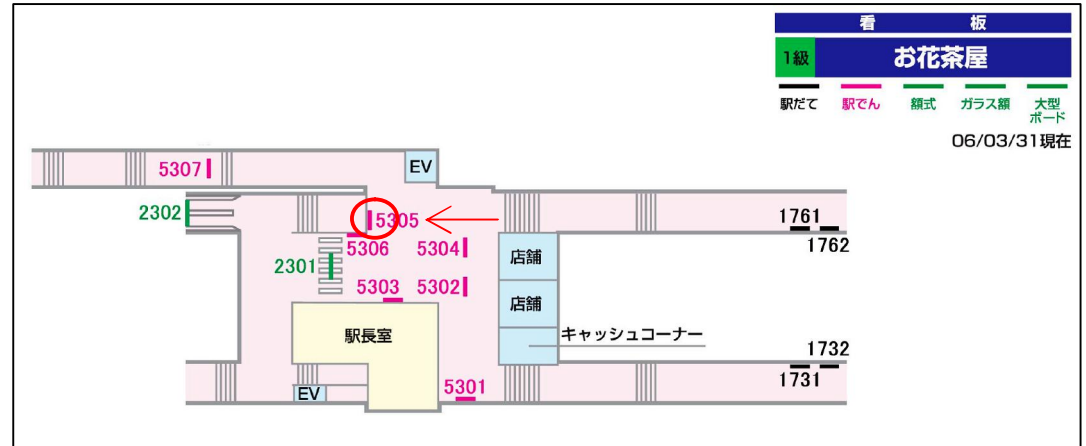 看 板
1級 お花茶屋
駅だて 駅でん 額式 ガラス額 大型
ボード
06/03/31現在
5307
EV
2302
5305
1761
5306
5304
店舗
1762
2301
5303
5302
店舗
駅長室
キャッシュコーナー
1732
EV
5301
1731